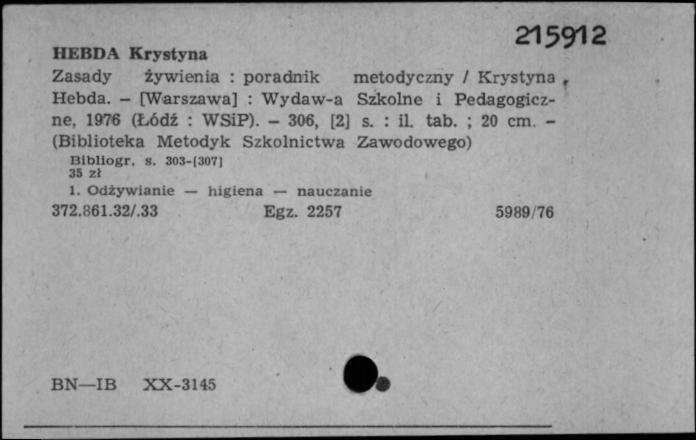 215912
HEBDA Krystyna
Zasady żywienia : poradnik metodyczny / Krystyna
Hebda. — [Warszawa] : Wydaw-a Szkolne i Pedagogicz-
ne, 1976 (Łódź : WSiP). — 306, [2] s. : il. tab. ; 20 cm. —
(Biblioteka Metodyk Szkolnictwa Zawodowego)
Bibliogr. s. 303-[307]
35 zł
1. Odżywianie — higiena — nauczanie
372.861.32/.33 Egz. 2257 5989/76
BN—IB XX-3145